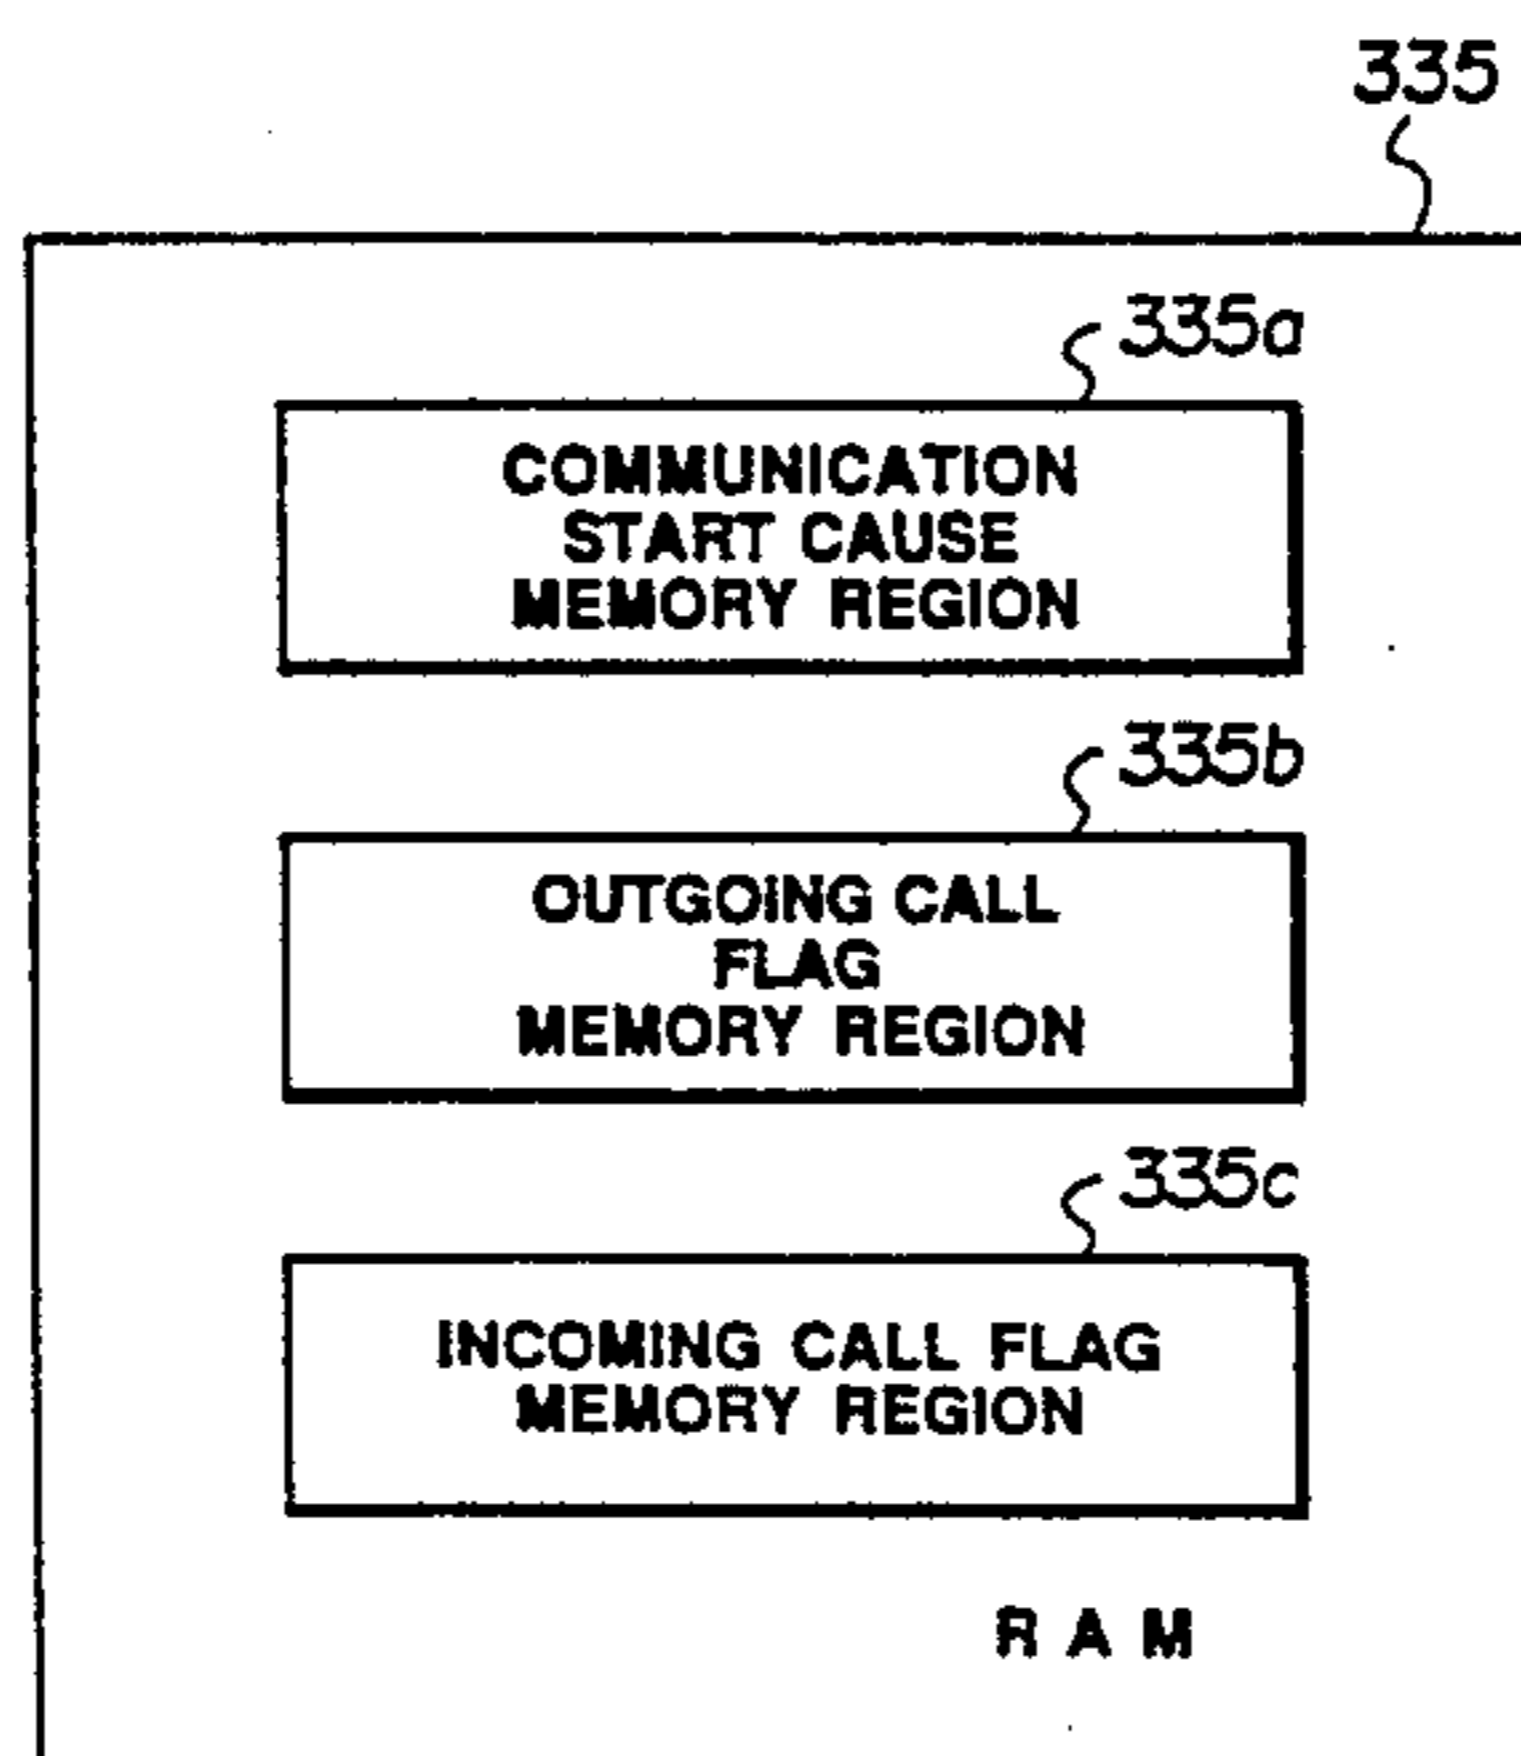 335
335a
COMMUNICATION
START CAUSE
MEMORY REGION
335b
OUTGOING CALL
FLAG
MEMORY REGION
335c
INCOMING CALL FLAG
MEMORY REGION
RAM